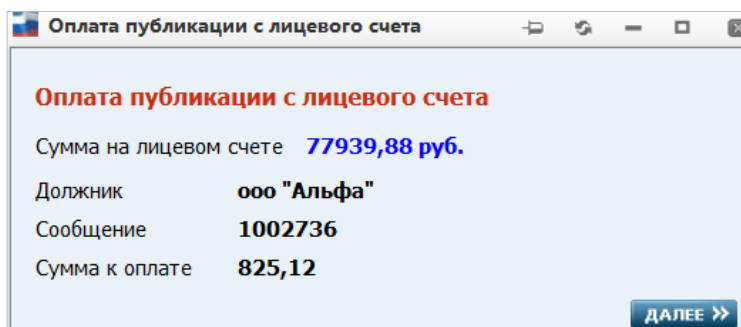 Оплата публикации с лицевого счета
Оплата публикации с лицевого счета
Сумма на лицевом счете 77939,88 руб.
Должник ооо "Альфа"
Сообщение 1002736
Сумма к оплате 825,12
ДАЛЕЕ »